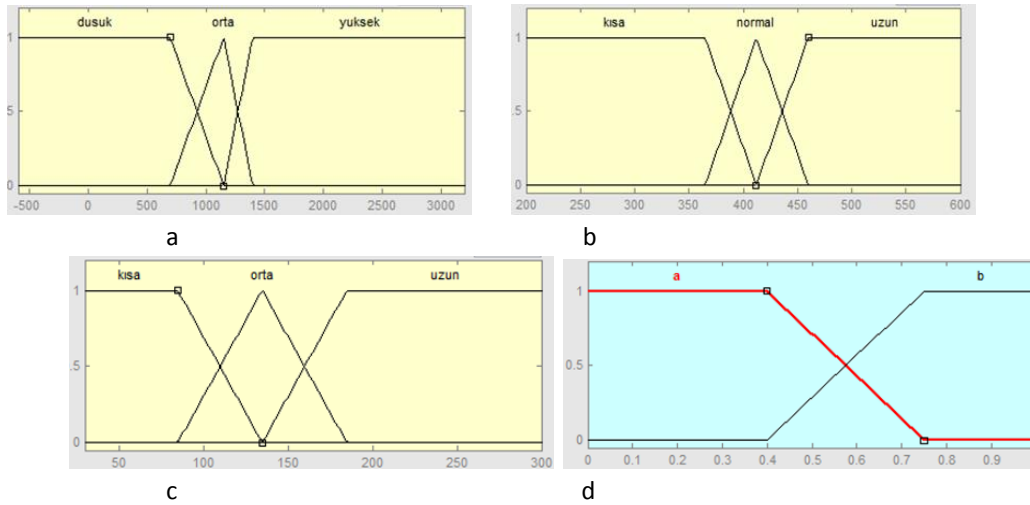 dusuk orta yuksek
1
.5
0
-500 0 500 1000 1500 2000 2500 3000
a
kısa normal uzun
1
.5
0
200 250 300 350 400 450 500 550 600
b
kısa orta uzun
1
.5
0
50 100 150 200 250 300
c
a b
1
0.5
0
0 0.1 0.2 0.3 0.4 0.5 0.6 0.7 0.8 0.9
d